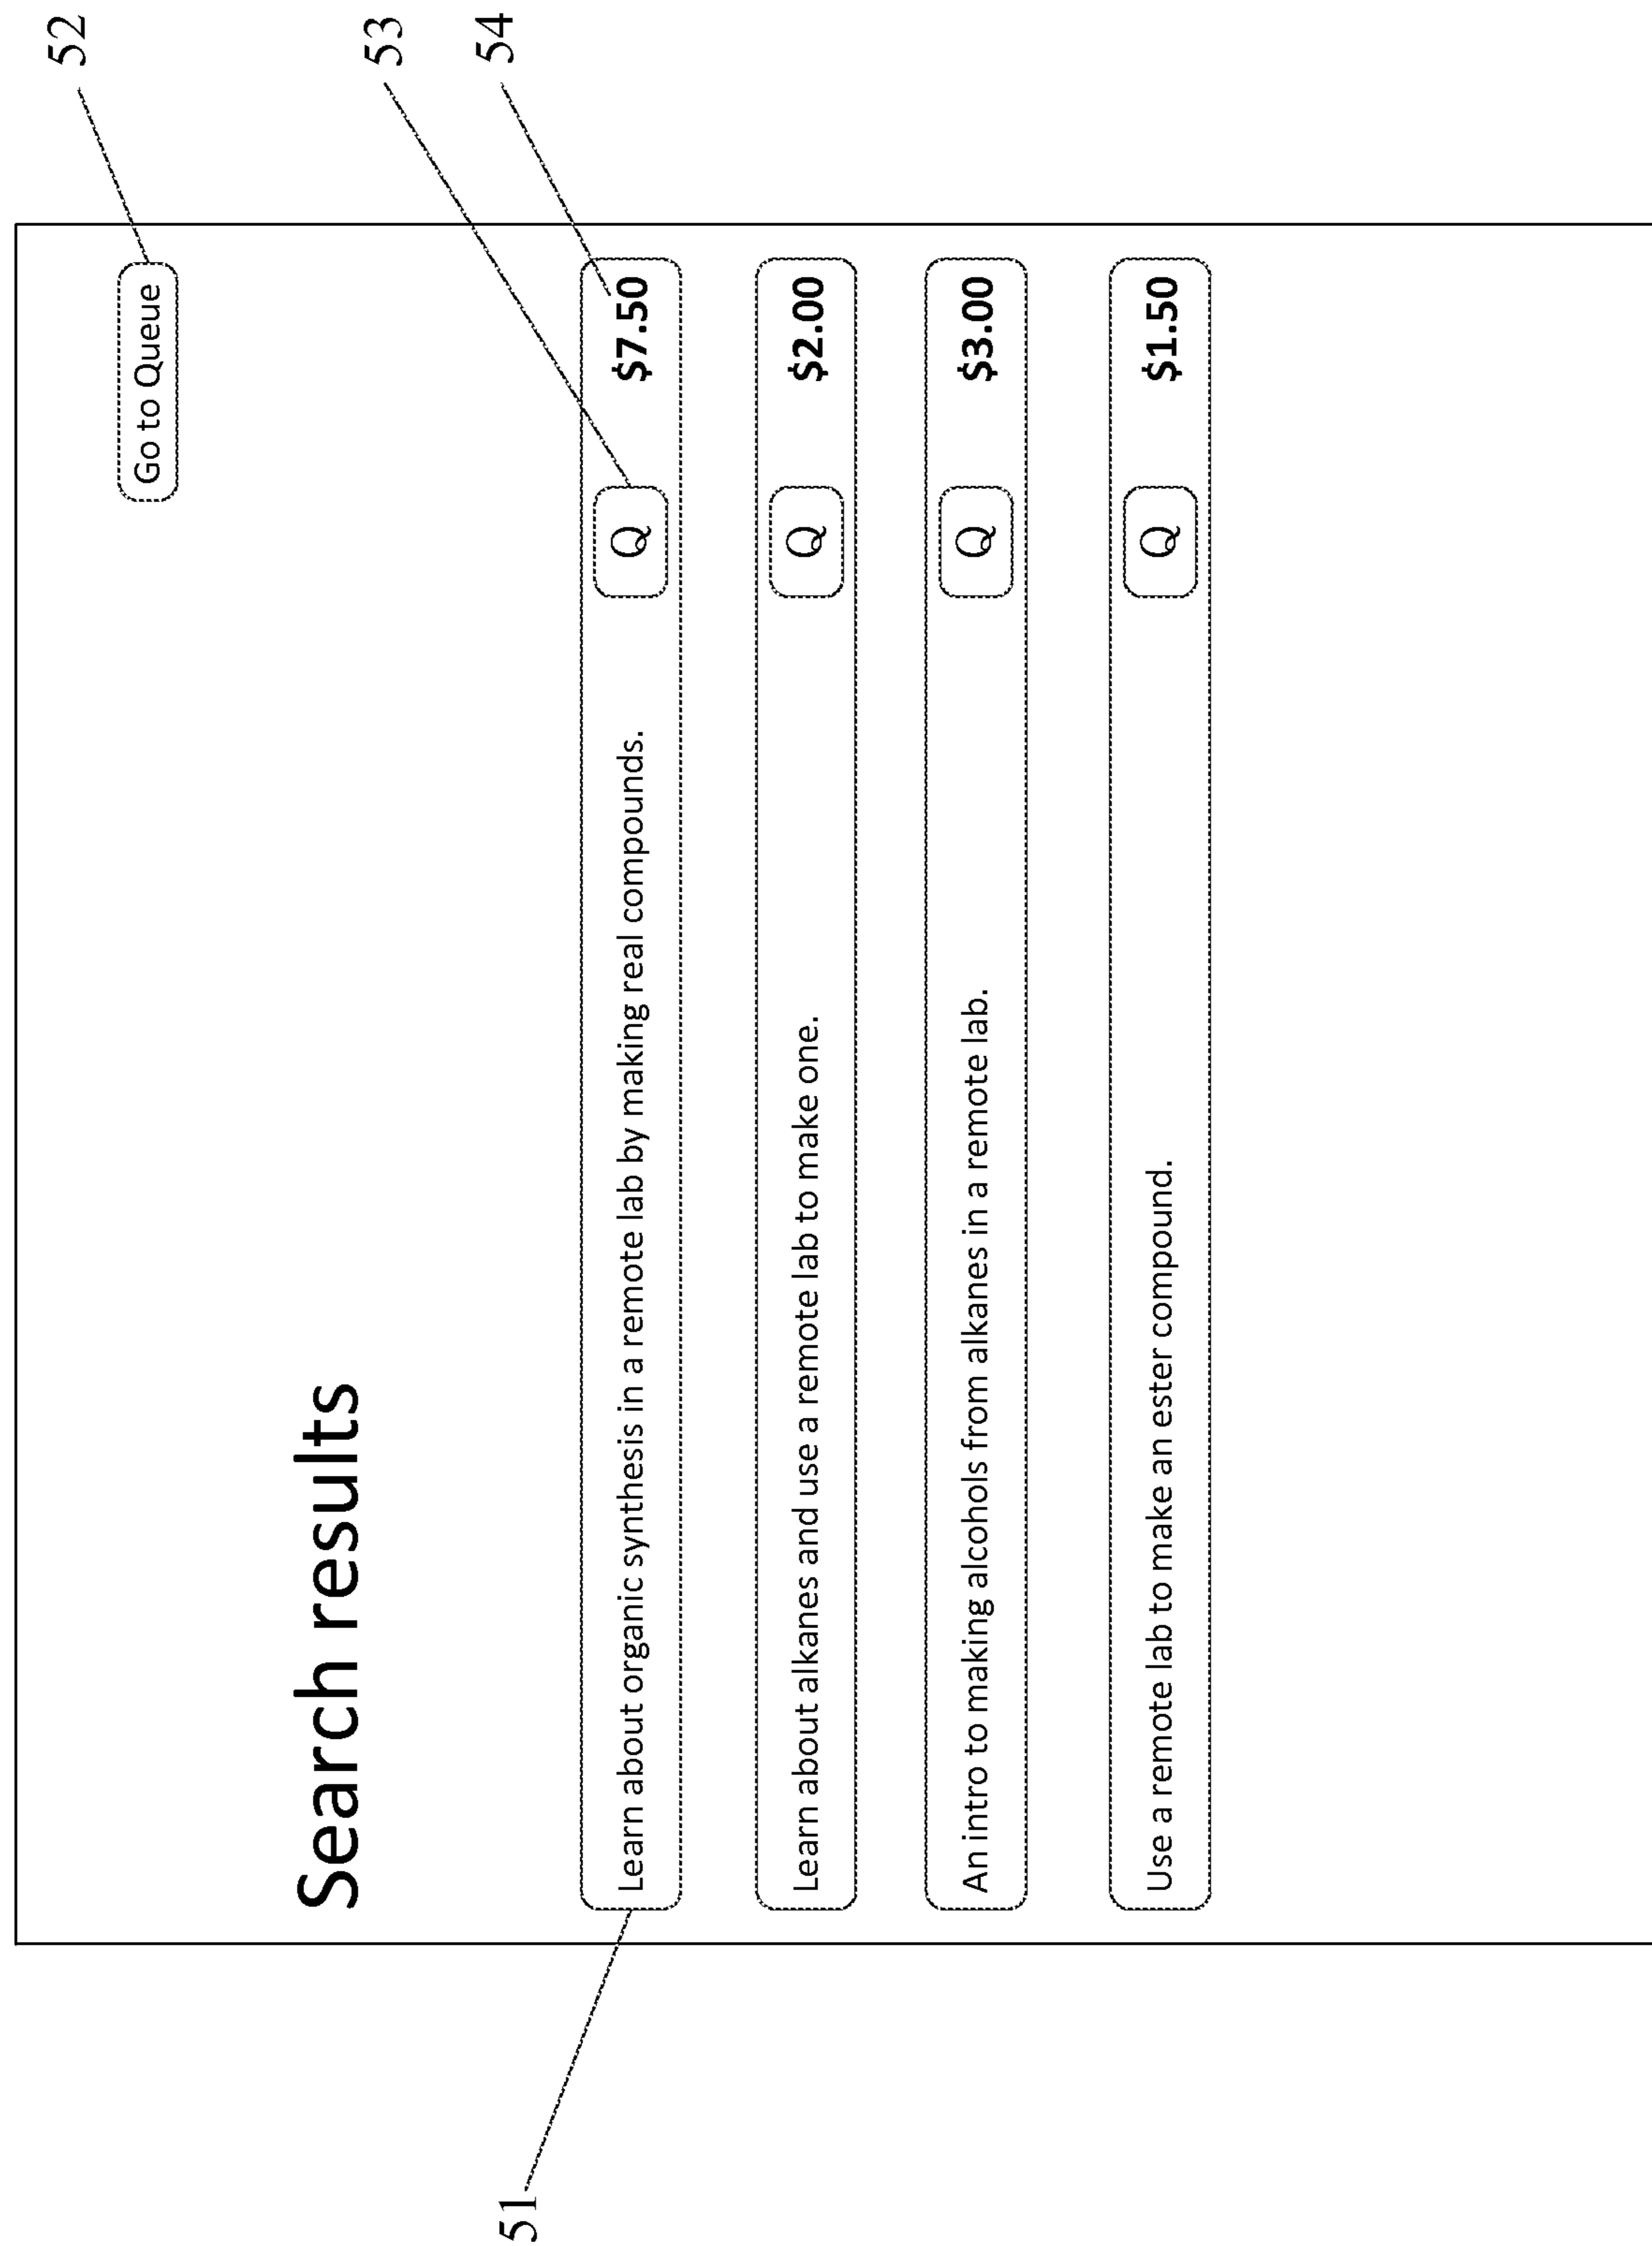 52
Go to Queue
53
54
Search results
51
Learn about organic synthesis in a remote lab by making real compounds. Q $7.50
Learn about alkanes and use a remote lab to make one. Q $2.00
An intro to making alcohols from alkanes in a remote lab. Q $3.00
Use a remote lab to make an ester compound. Q $1.50